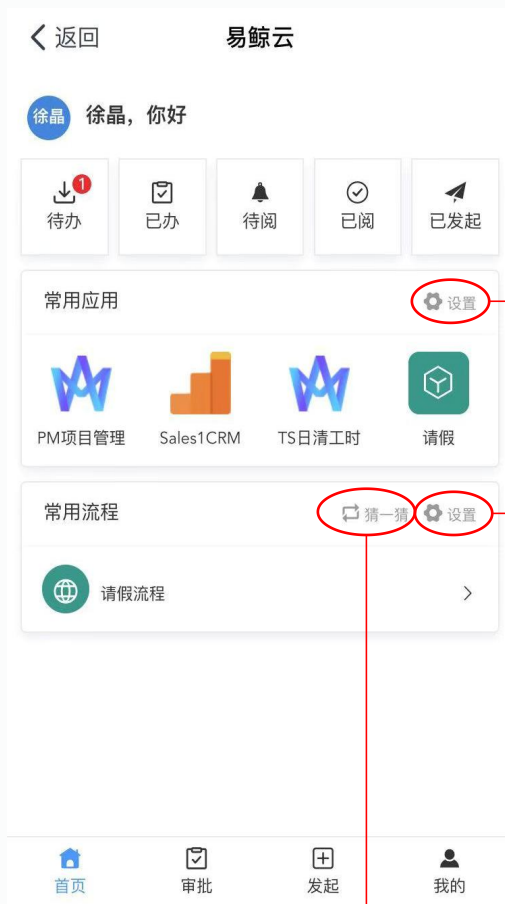 返回
易鲸云
徐晶
徐晶，你好
1
待办
已办
待阅
已阅
已发起
常用应用
设置
PM项目管理
Sales1CRM
TS日清工时
请假
常用流程
猜一猜
设置
请假流程
首页
审批
发起
我的